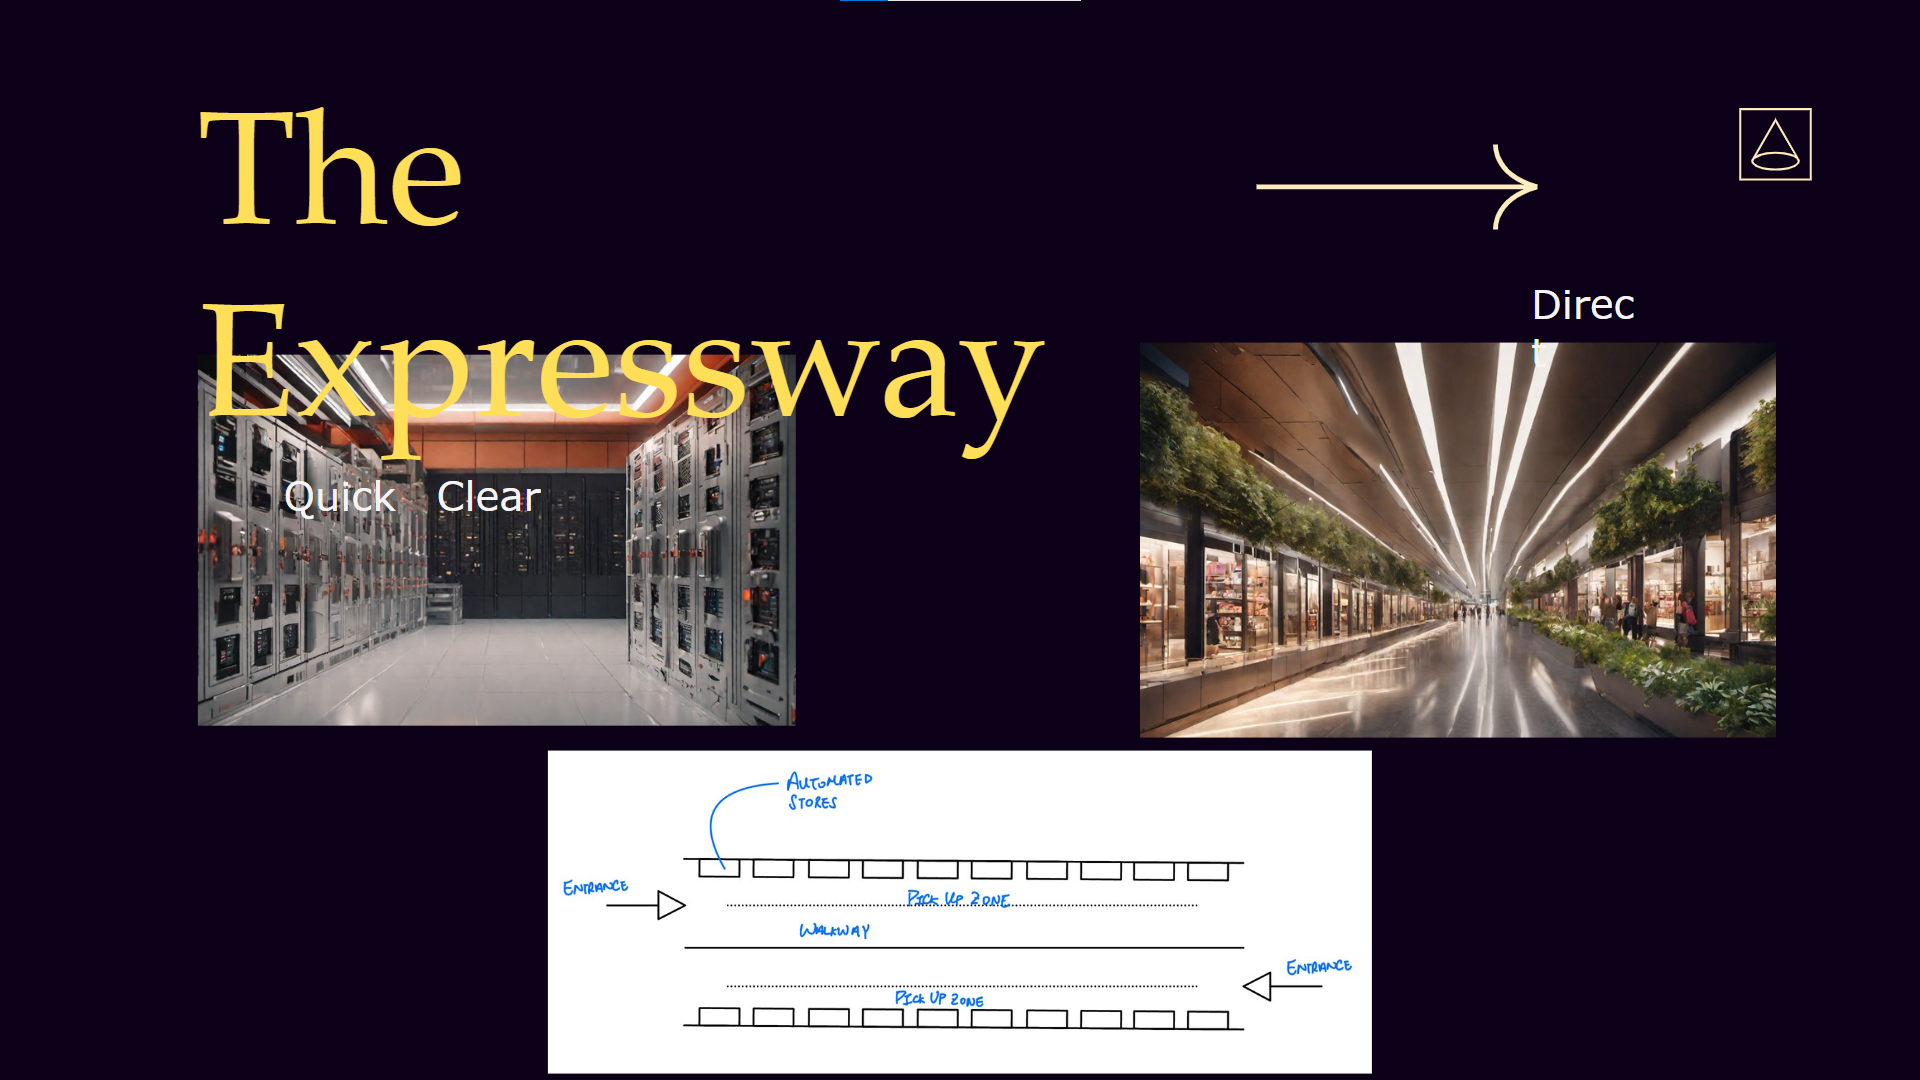 The
Expressway
Direc
t
Quick
Clear
AUTOMATED
STORES
ENTRANCE
PICK UP ZONE
WALKWAY
ENTRANCE
PICK UP ZONE